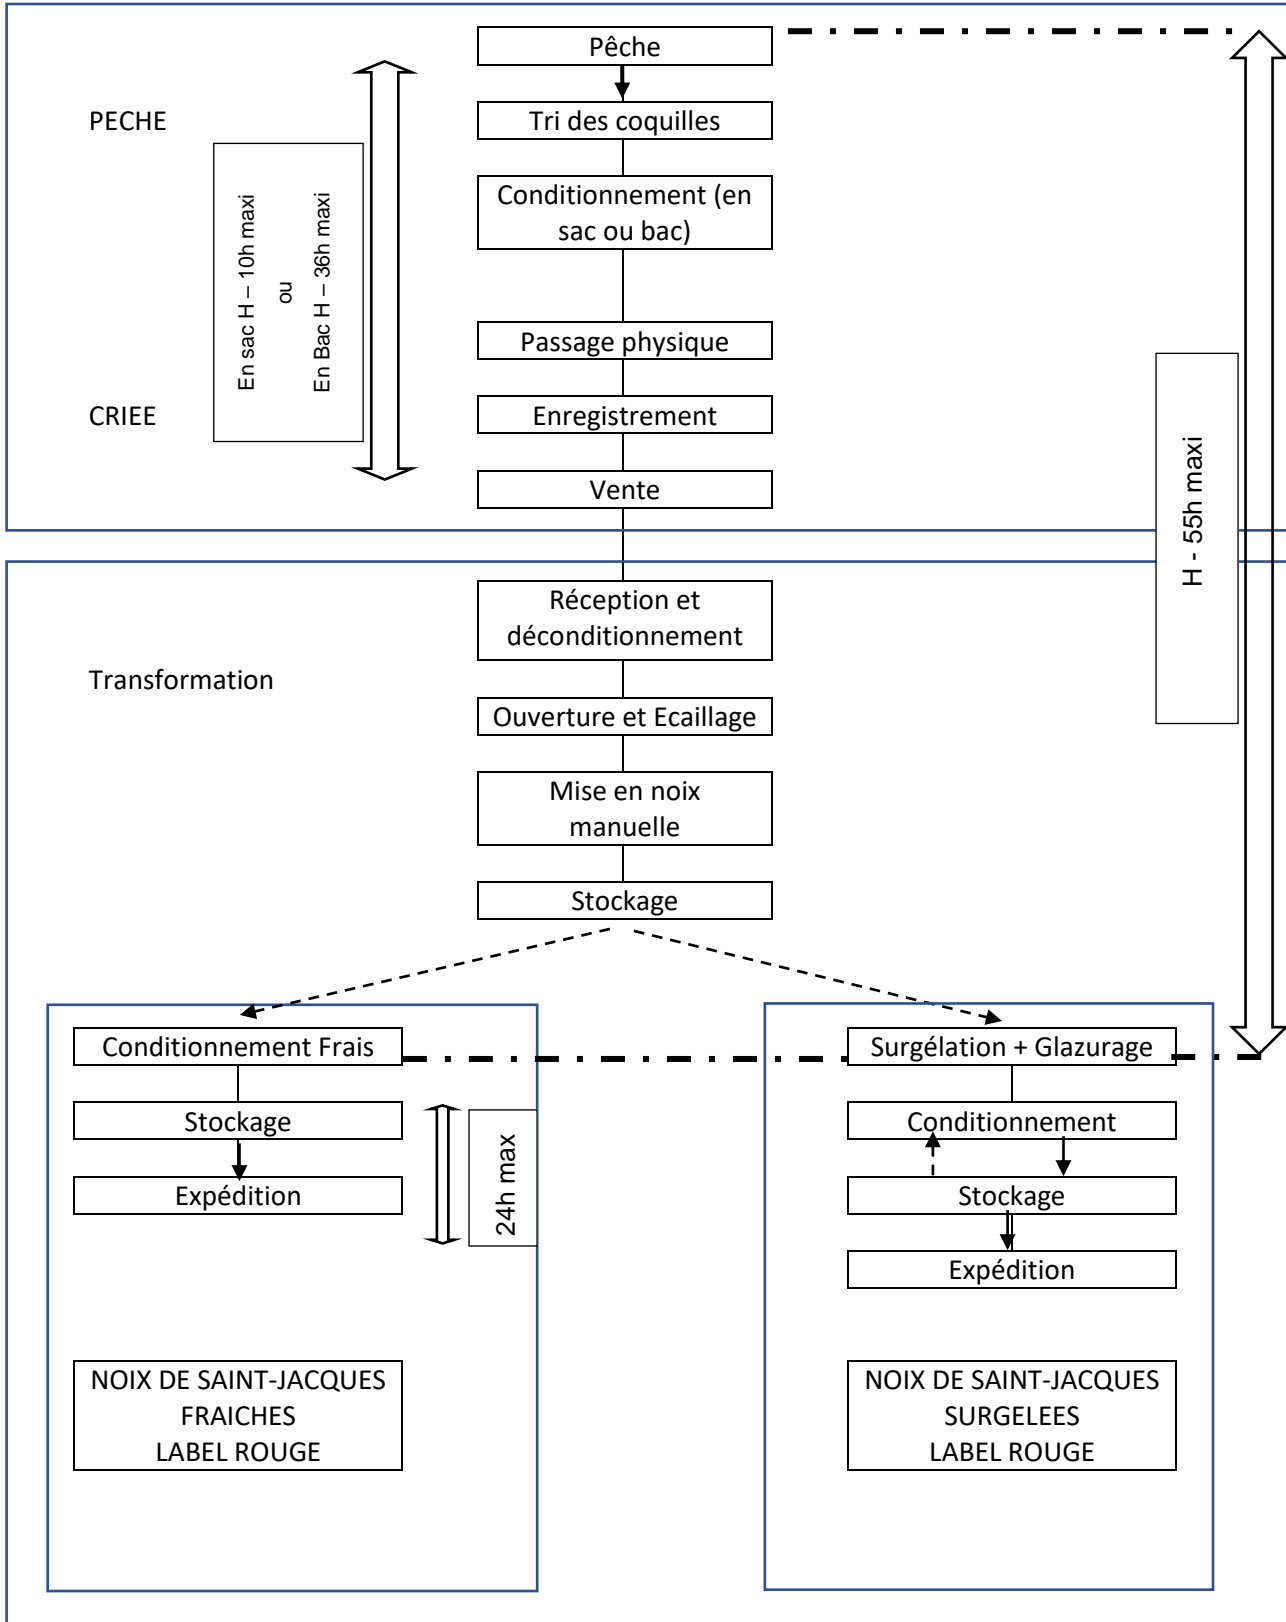 Pêche
PECHE
Tri des coquilles
Conditionnement (en
sac ou bac)
En sac H – 10h maxi
ou
En Bac H – 36h maxi
Passage physique
CRIEE
Enregistrement
Vente
H - 55h maxi
Réception et
déconditionnement
Transformation
Ouverture et Ecaillage
Mise en noix
manuelle
Stockage
Conditionnement Frais
Stockage
Expédition
24h max
Surgélation + Glazurage
Conditionnement
Stockage
Expédition
NOIX DE SAINT-JACQUES
FRAICHES
LABEL ROUGE
NOIX DE SAINT-JACQUES
SURGELEES
LABEL ROUGE